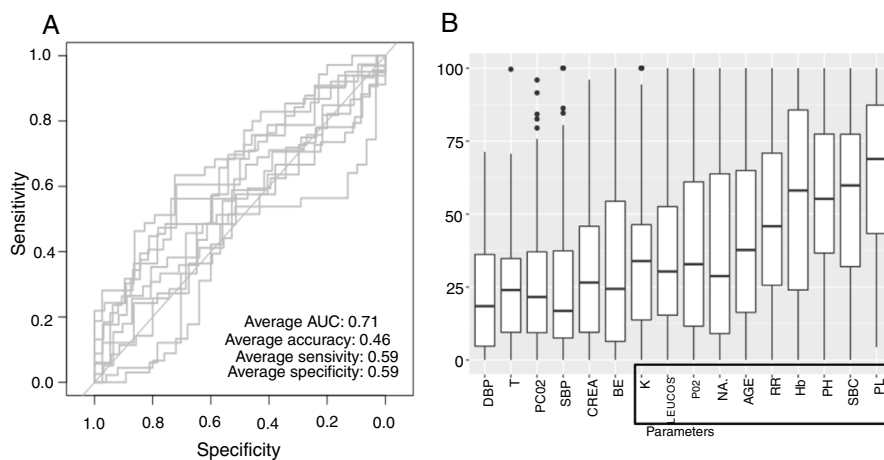 A
B
1.0
0.8
0.6
0.4
0.2
0.0
Sensitivity
Average AUC: 0.71
Average accuracy: 0.46
Average sensivity: 0.59
Average specificity: 0.59
1.0 0.8 0.6 0.4 0.2 0.0
Specificity
100
75
50
25
0
DBP T PC02 SBP CREA BE K LEUCOS P02 NA. AGE RR Hb PH SBC PL
Parameters